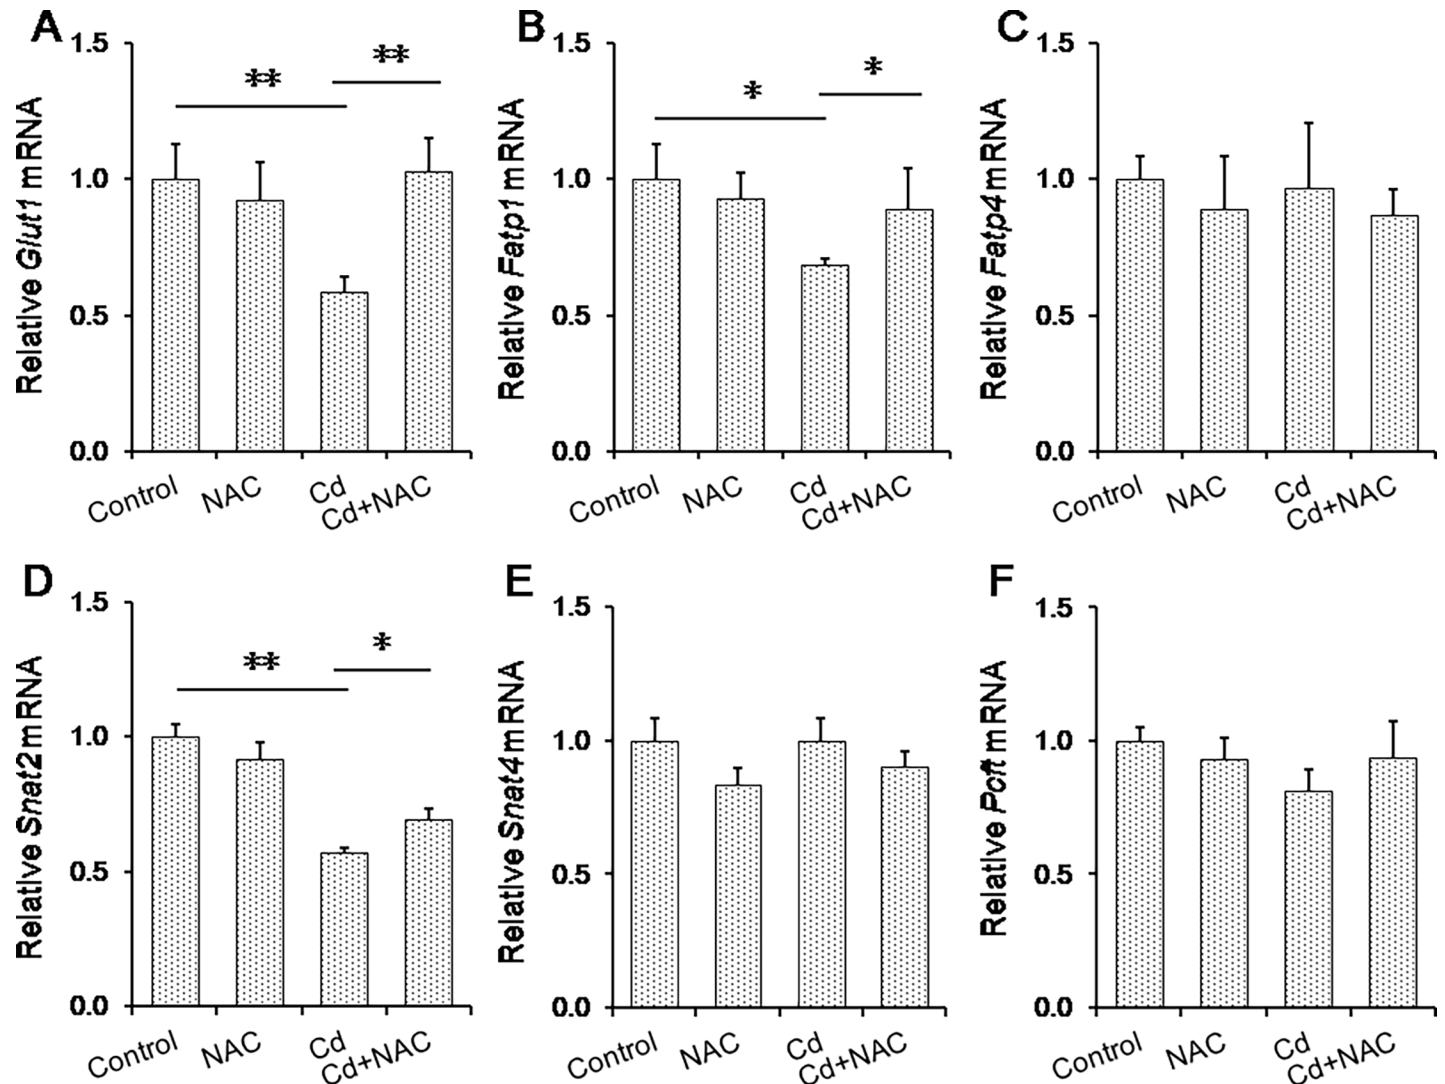 A
Relative Glut1 mRNA
1.5
1.0
0.5
0.0
**
**
Control
NAC
Cd
Cd+NAC
B
Relative Fatp1 mRNA
1.5
1.0
0.5
0.0
*
*
Control
NAC
Cd
Cd+NAC
C
Relative Fatp4 mRNA
1.5
1.0
0.5
0.0
Control
NAC
Cd
Cd+NAC
D
Relative Snat2 mRNA
1.5
1.0
0.5
0.0
**
*
Control
NAC
Cd
Cd+NAC
E
Relative Snat4 mRNA
1.5
1.0
0.5
0.0
Control
NAC
Cd
Cd+NAC
F
Relative Pcft mRNA
1.5
1.0
0.5
0.0
Control
NAC
Cd
Cd+NAC